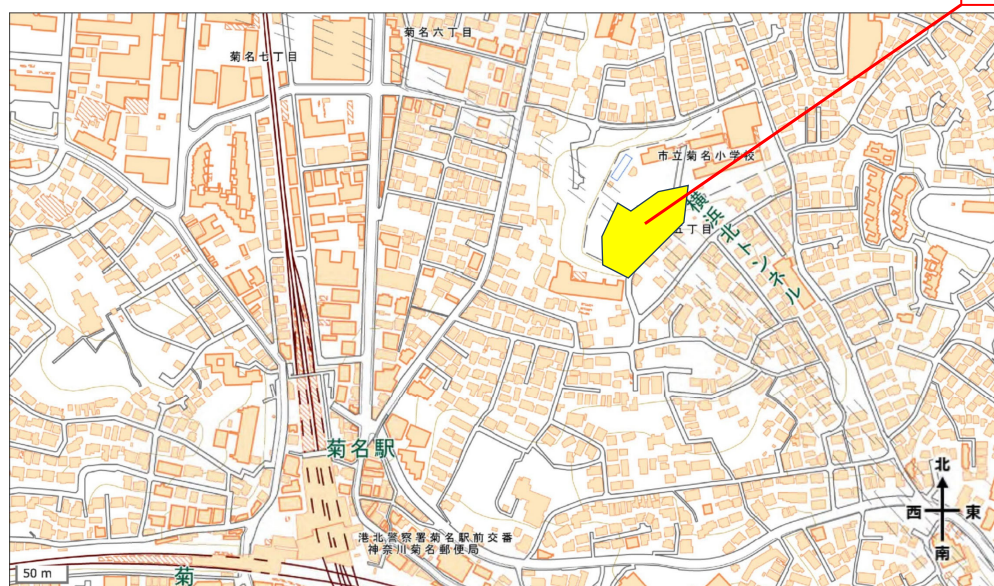 菊名六丁目
菊名七丁目
市立菊名小学校
横浜北トンネル
五丁目
菊名駅
北
西
東
南
港北警察署菊名駅前交番
神奈川菊名郵便局
50 m
菊